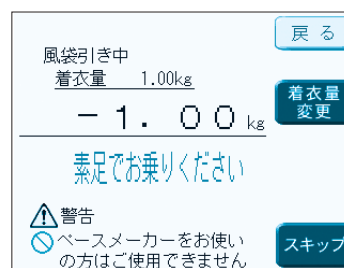 戻る
風袋引き中
着衣量 1.00kg
着衣量
変更
－1.00kg
素足でお乗りください
警告
ペースメーカーをお使い
の方はご使用できません
スキップ